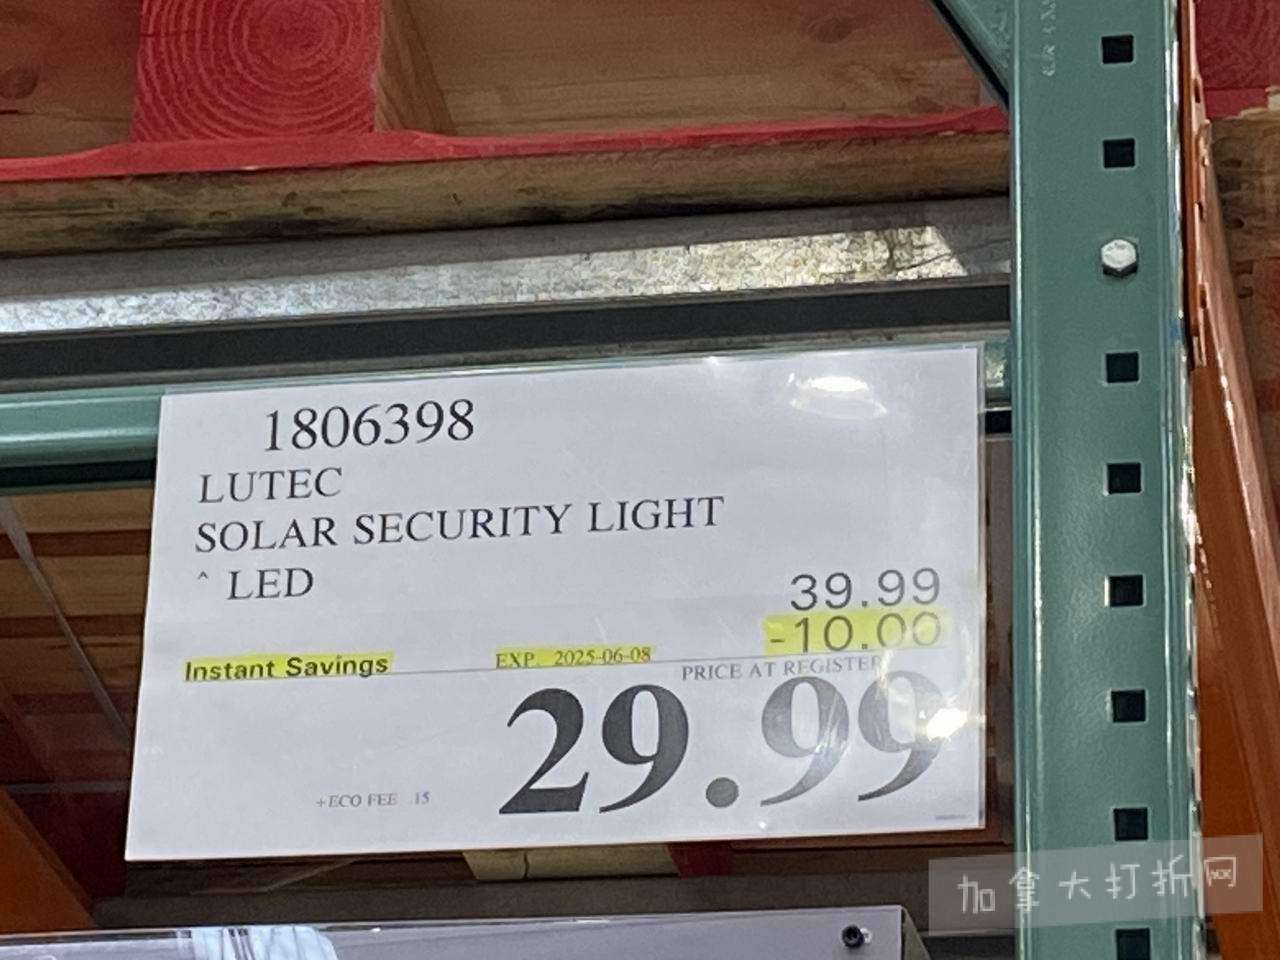 1806398
LUTEC
SOLAR SECURITY LIGHT
^ LED
39.99
-10.00
Instant Savings EXP. 2025-06-08
PRICE AT REGISTER
29.99
+ECO FEE .15
加拿大打折网